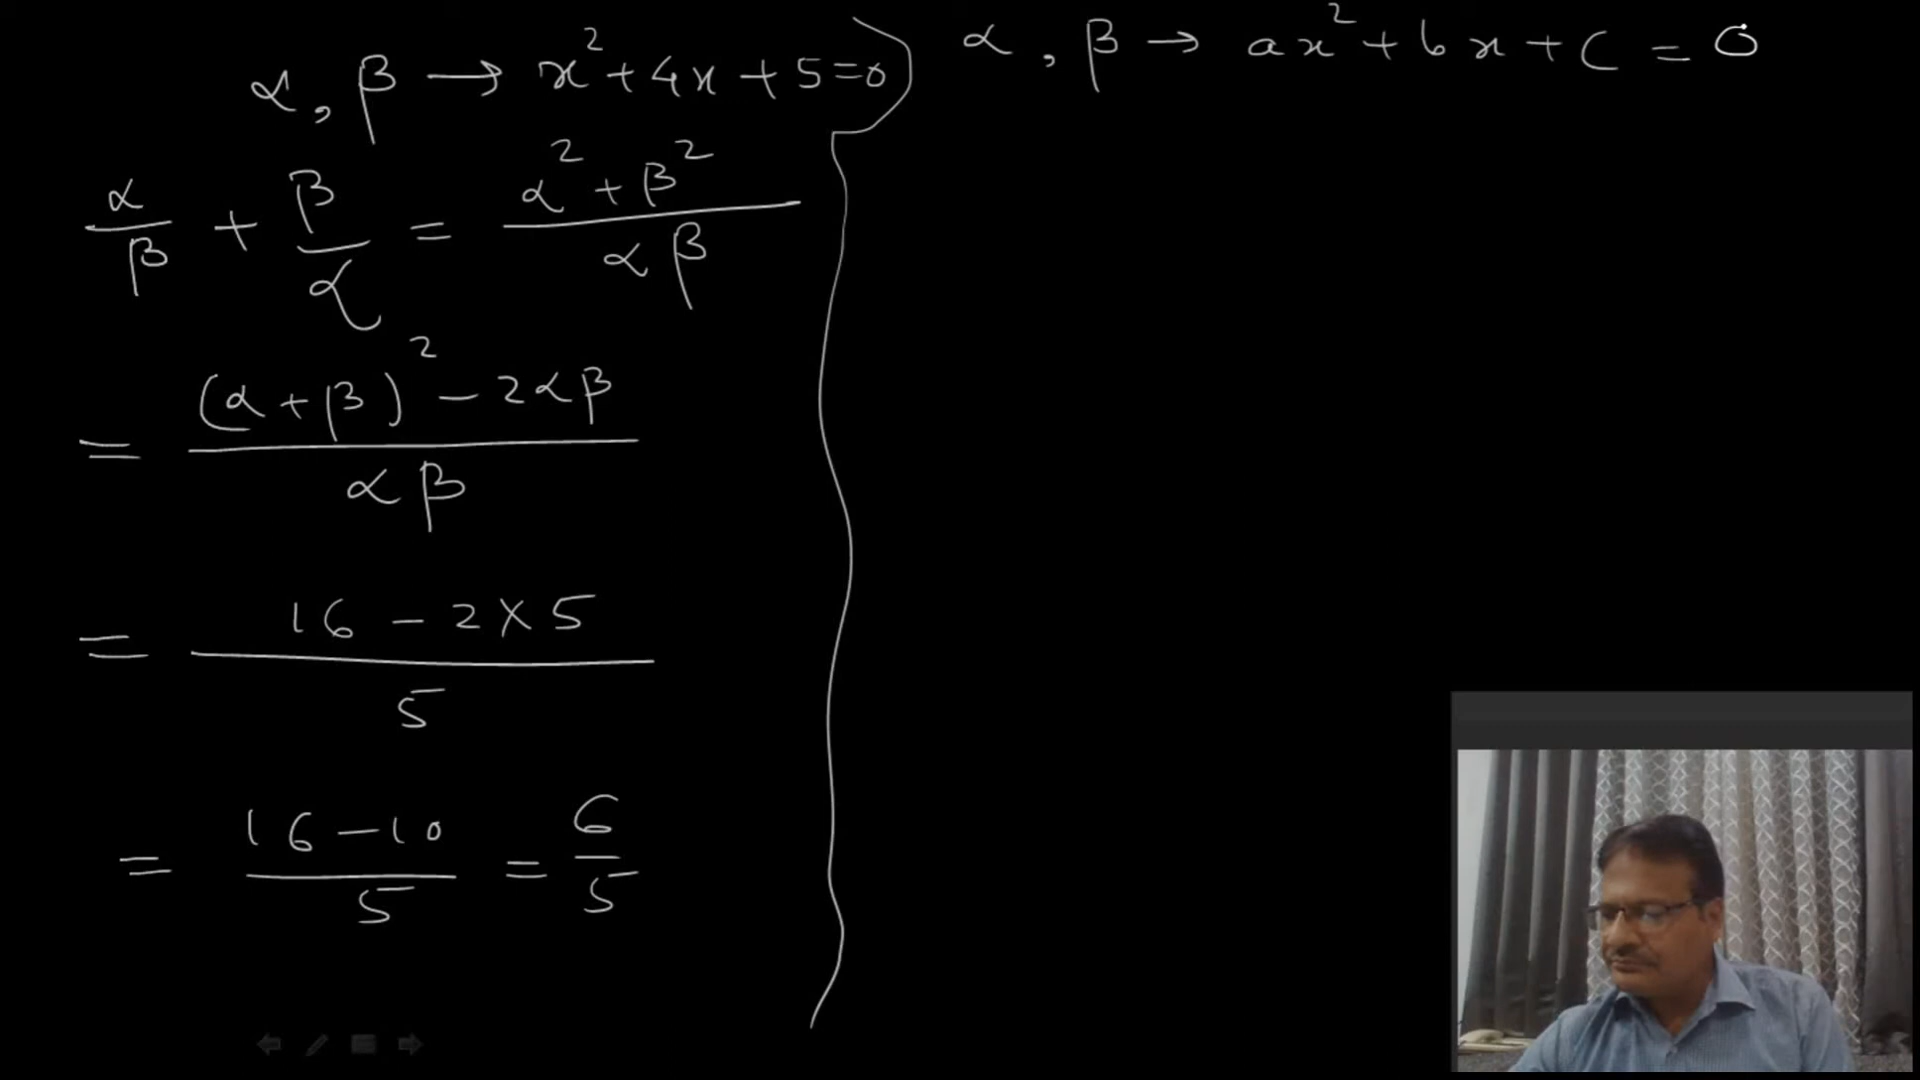 α, β → x² + 4x + 5 = 0
α/β + β/α = (α² + β²)/(αβ)
= ((α + β)² - 2αβ)/(αβ)
= (16 - 2 × 5)/5
= (16 - 10)/5 = 6/5
α, β → ax² + bx + c = 0